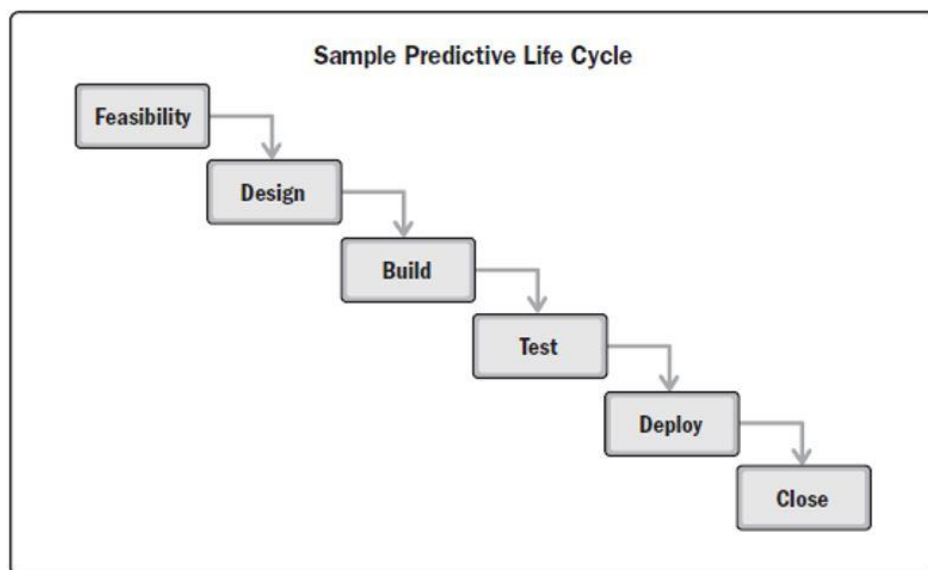 Sample Predictive Life Cycle
Feasibility
Design
Build
Test
Deploy
Close